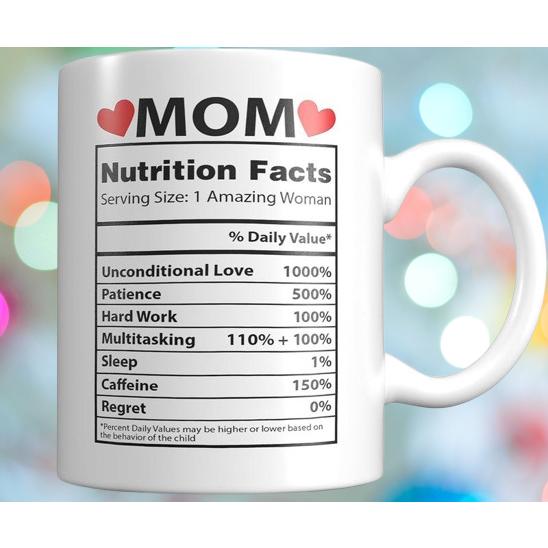 MOM
Nutrition Facts
Serving Size: 1 Amazing Woman
% Daily Value*
Unconditional Love 1000%
Patience 500%
Hard Work 100%
Multitasking 110% + 100%
Sleep 1%
Caffeine 150%
Regret 0%
*Percent Daily Values may be higher or lower based on
the behavior of the child